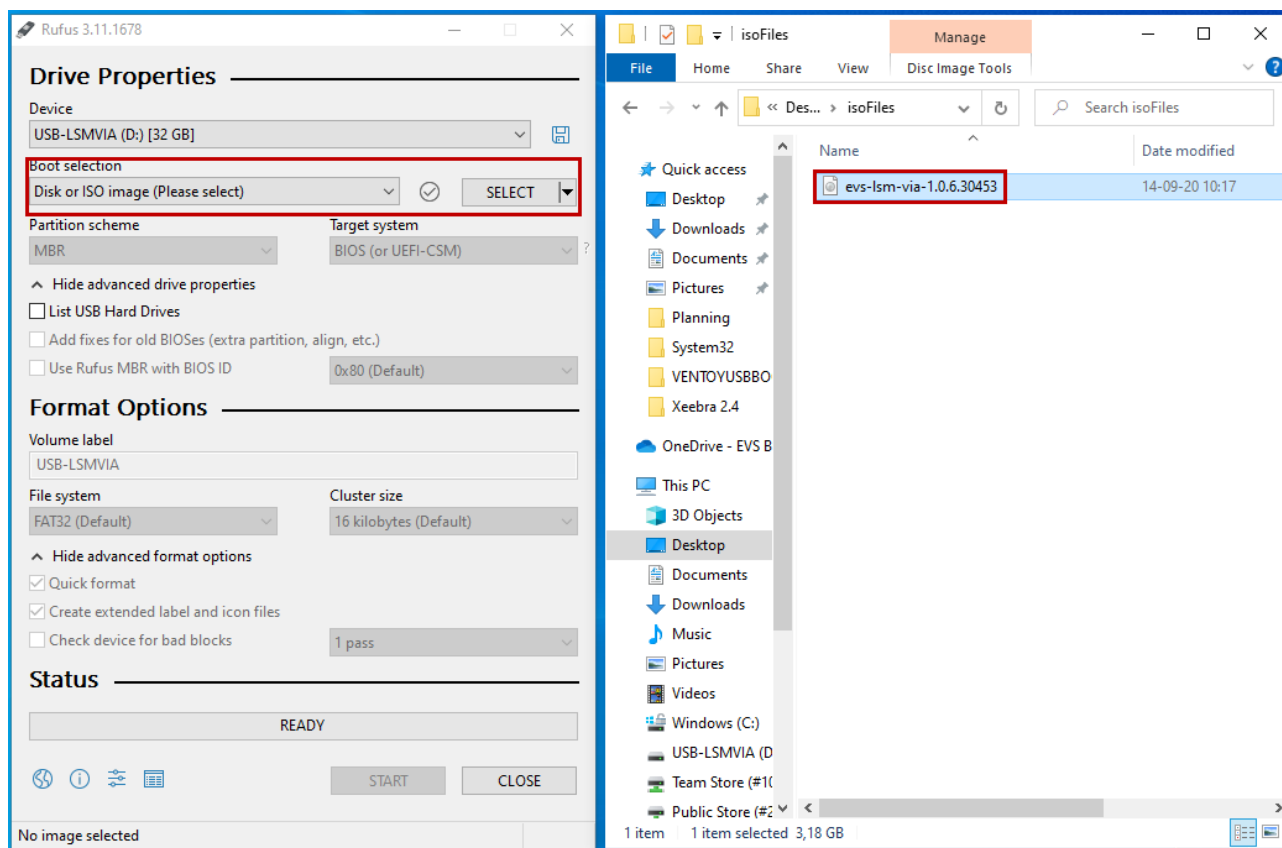 Rufus 3.11.1678
Drive Properties
Device
USB-LSMVIA (D:) [32 GB]
Boot selection
Disk or ISO image (Please select)
SELECT
Partition scheme Target system
MBR BIOS (or UEFI-CSM) ?
Hide advanced drive properties
List USB Hard Drives
Add fixes for old BIOSes (extra partition, align, etc.)
Use Rufus MBR with BIOS ID 0x80 (Default)
Format Options
Volume label
USB-LSMVIA
File system Cluster size
FAT32 (Default) 16 kilobytes (Default)
Hide advanced format options
Quick format
Create extended label and icon files
Check device for bad blocks 1 pass
Status
READY
START CLOSE
No image selected
isoFiles Manage
File Home Share View Disc Image Tools ?
« Des... > isoFiles Search isoFiles
Name Date modified
evs-lsm-via-1.0.6.30453 14-09-20 10:17
Quick access
Desktop
Downloads
Documents
Pictures
Planning
System32
VENTOYUSBBO
Xeebra 2.4
OneDrive - EVS B
This PC
3D Objects
Desktop
Documents
Downloads
Music
Pictures
Videos
Windows (C:)
USB-LSMVIA (D
Team Store (#10
Public Store (#2
1 item 1 item selected 3,18 GB